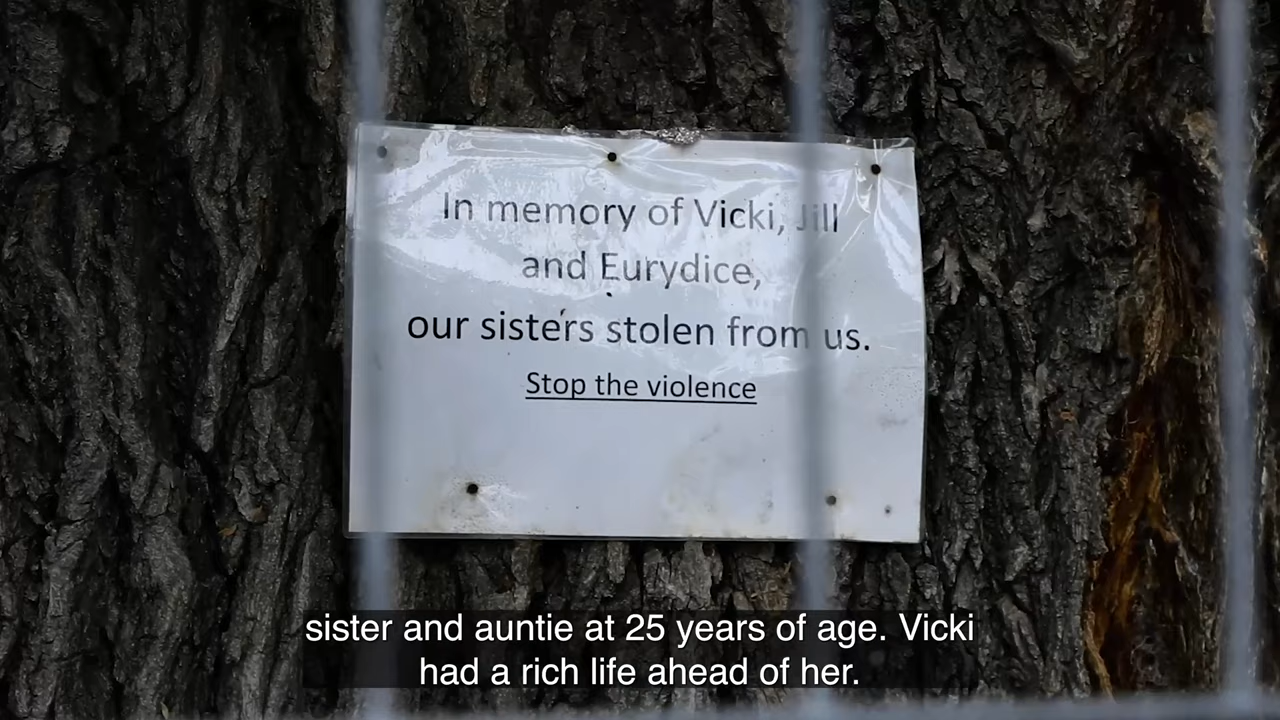 In memory of Vicki, Jill
and Eurydice,
our sisters stolen from us.
Stop the violence
sister and auntie at 25 years of age. Vicki
had a rich life ahead of her.